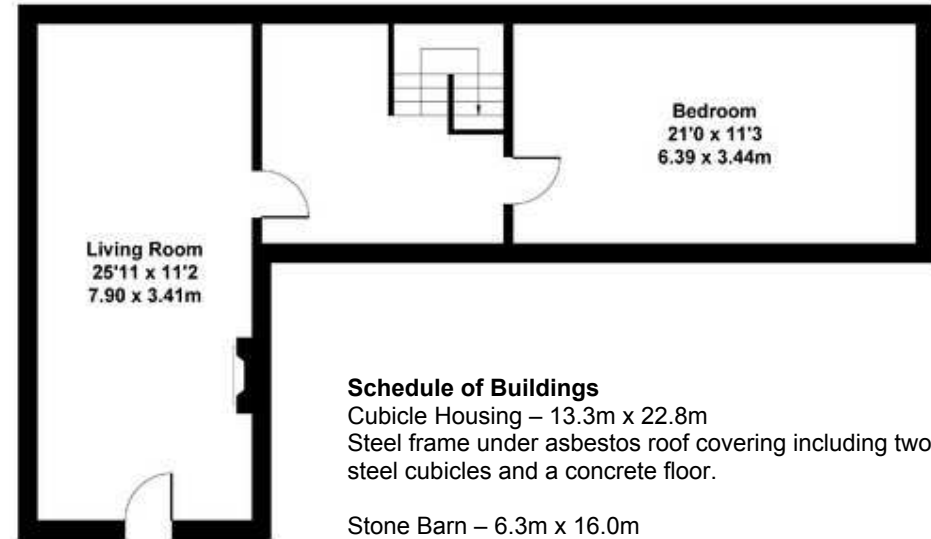 Bedroom
21'0 x 11'3
6.39 x 3.44m
Living Room
25'11 x 11'2
7.90 x 3.41m
Schedule of Buildings
Cubicle Housing – 13.3m x 22.8m
Steel frame under asbestos roof covering including two
steel cubicles and a concrete floor.
Stone Barn – 6.3m x 16.0m